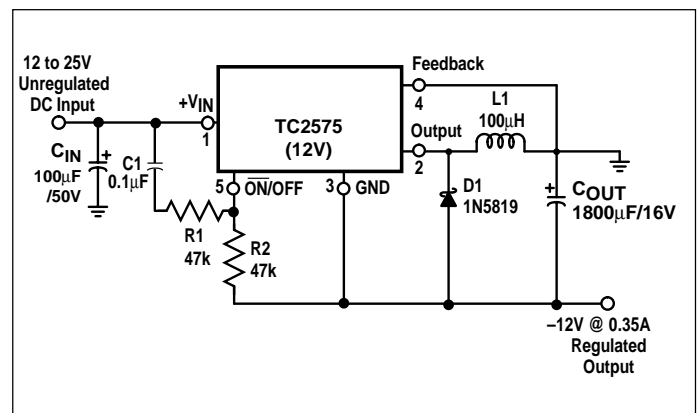 12 to 25V
Unregulated
DC Input
+VIN
1
CIN
100μF
/50V
+
C1
0.1μF
R1
47k
R2
47k
5
ON/OFF
3
GND
TC2575
(12V)
Feedback
4
Output
2
L1
100μH
D1
1N5819
+
COUT
1800μF/16V
–12V @ 0.35A
Regulated
Output